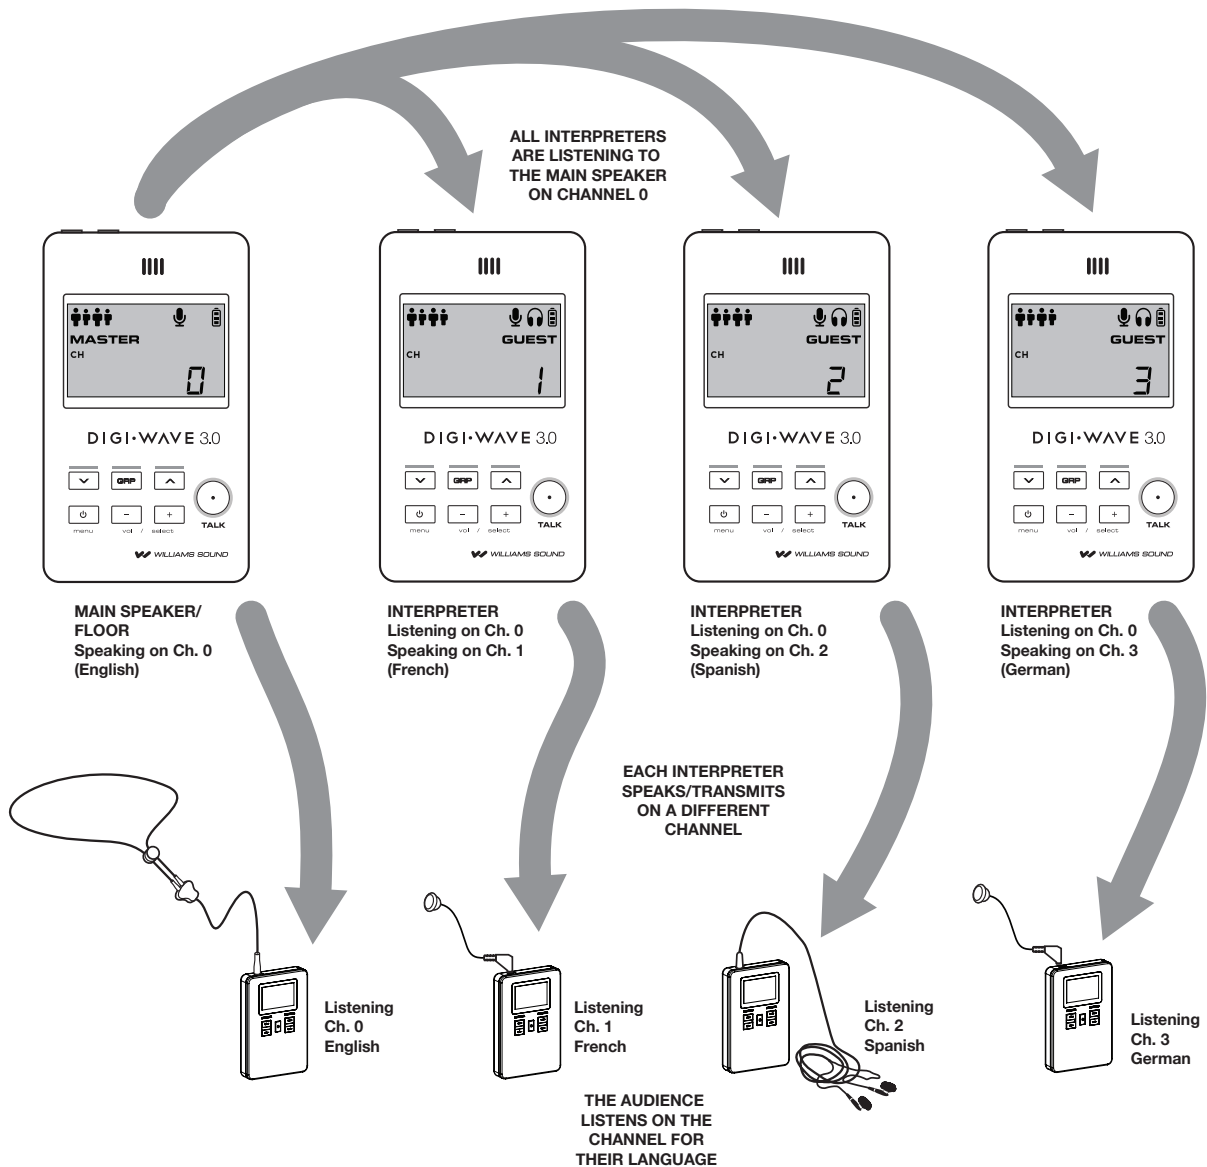 ALL INTERPRETERS
ARE LISTENING TO
THE MAIN SPEAKER
ON CHANNEL 0
MASTER
CH
0
DIGI•WAVE 3.0
GRP
TALK
menu
vol / select
WILLIAMS SOUND
GUEST
CH
1
DIGI•WAVE 3.0
GRP
TALK
menu
vol / select
WILLIAMS SOUND
GUEST
CH
2
DIGI•WAVE 3.0
GRP
TALK
menu
vol / select
WILLIAMS SOUND
GUEST
CH
3
DIGI•WAVE 3.0
GRP
TALK
menu
vol / select
WILLIAMS SOUND
MAIN SPEAKER/
FLOOR
Speaking on Ch. 0
(English)
INTERPRETER
Listening on Ch. 0
Speaking on Ch. 1
(French)
INTERPRETER
Listening on Ch. 0
Speaking on Ch. 2
(Spanish)
INTERPRETER
Listening on Ch. 0
Speaking on Ch. 3
(German)
EACH INTERPRETER
SPEAKS/TRANSMITS
ON A DIFFERENT
CHANNEL
Listening
Ch. 0
English
Listening
Ch. 1
French
Listening
Ch. 2
Spanish
Listening
Ch. 3
German
THE AUDIENCE
LISTENS ON THE
CHANNEL FOR
THEIR LANGUAGE